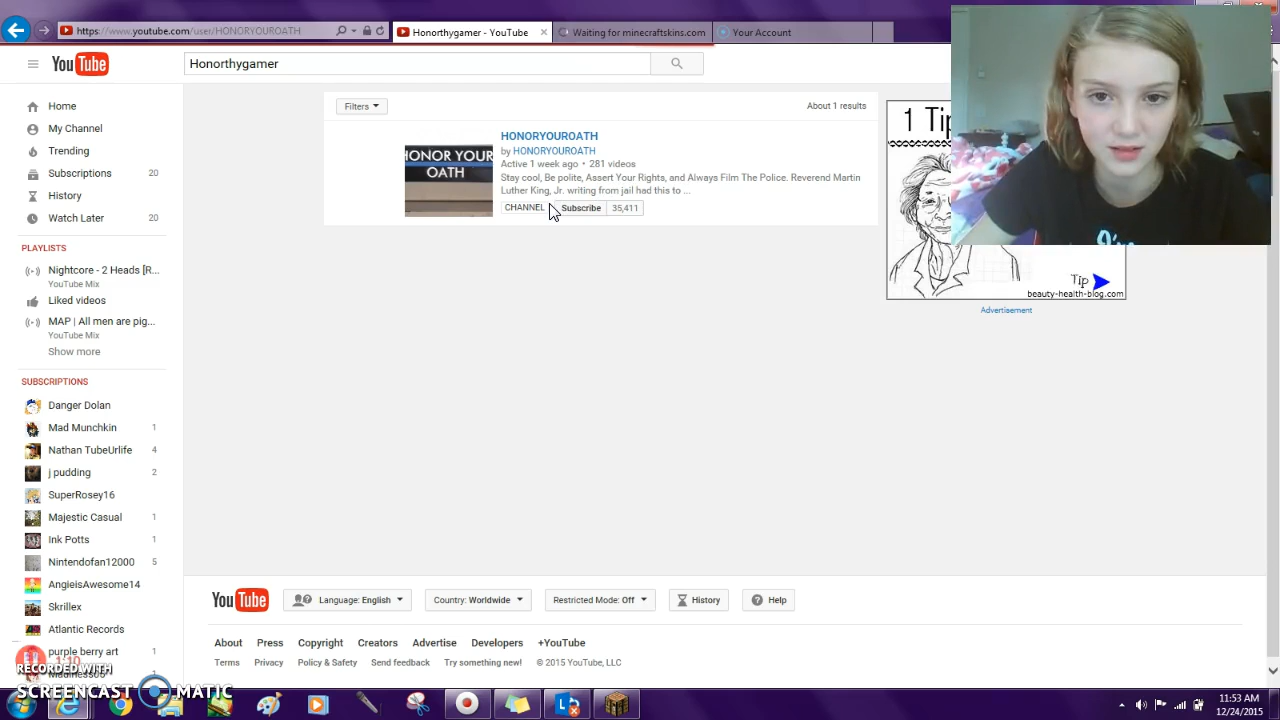 https://www.youtube.com/user/HONORYOUROATH
Honorthygamer - YouTube
Waiting for minecraftskins.com
Your Account
YouTube
Honorthygamer
Home
My Channel
Trending
Subscriptions 20
History
Watch Later 20
PLAYLISTS
Nightcore - 2 Heads [R...
YouTube Mix
Liked videos
MAP | All men are pig...
YouTube Mix
Show more
SUBSCRIPTIONS
Danger Dolan
Mad Munchkin 1
Nathan TubeUrlife 4
j pudding 2
SuperRosey16
Majestic Casual 1
Ink Potts 1
Nintendofan12000 5
AngieisAwesome14
Skrillex
Atlantic Records
purple berry art 1
1:10
RECORDED WITH
SCREENCAST MATIC
Filters
About 1 results
HONOR YOUR
OATH
HONORYOUROATH
by HONORYOUROATH
Active 1 week ago • 281 videos
Stay cool, Be polite, Assert Your Rights, and Always Film The Police. Reverend Martin
Luther King, Jr. writing from jail had this to ...
CHANNEL Subscribe 35,411
1 Tip
I'm
Tip
beauty-health-blog.com
Advertisement
YouTube
Language: English
Country: Worldwide
Restricted Mode: Off
History
Help
About Press Copyright Creators Advertise Developers +YouTube
Terms Privacy Policy & Safety Send feedback Try something new! © 2015 YouTube, LLC
11:53 AM
12/24/2015